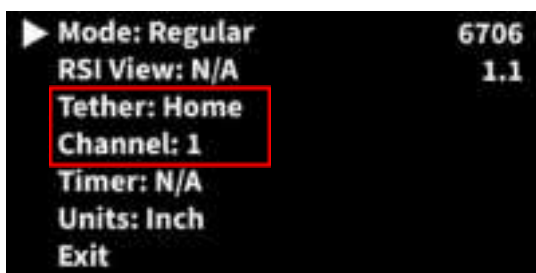 Mode: Regular 6706
RSI View: N/A 1.1
Tether: Home
Channel: 1
Timer: N/A
Units: Inch
Exit